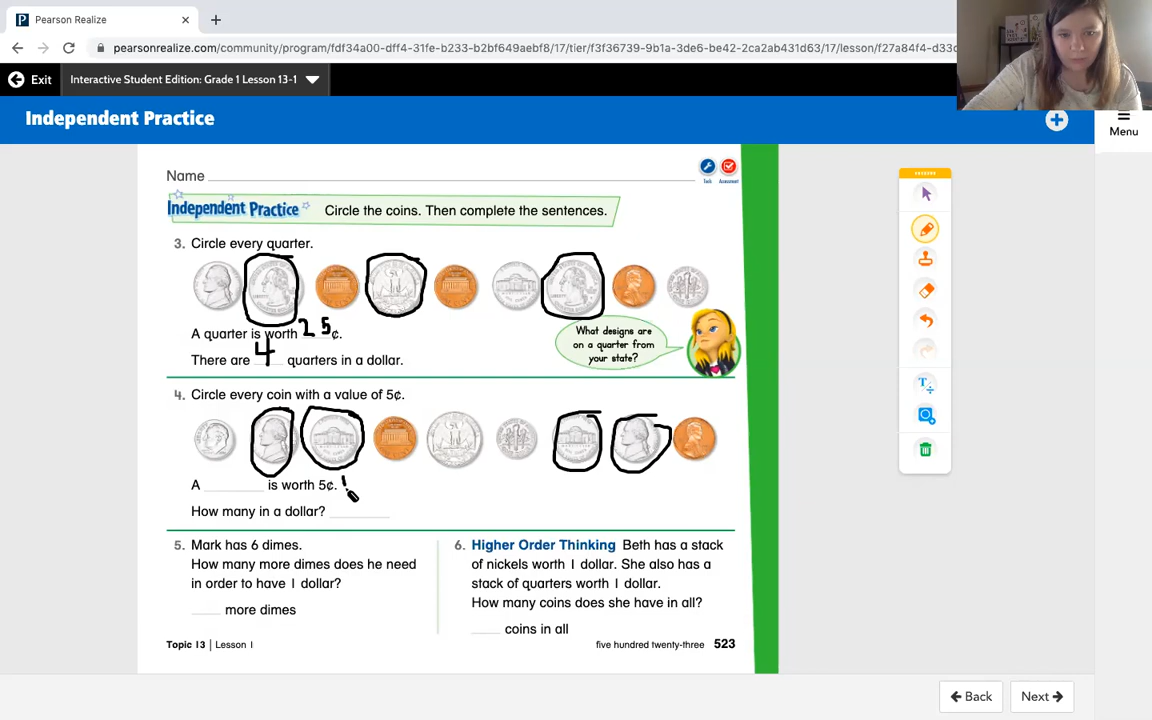 Pearson Realize
pearsonrealize.com/community/program/fdf34a00-dff4-31fe-b233-b2bf649aebf8/17/tier/f3f36739-9b1a-3de6-be42-2ca2ab431d63/17/lesson/f27a84f4-d33c
Exit
Interactive Student Edition: Grade 1 Lesson 13-1
Independent Practice
Menu
Name
Tools Assessment
Independent Practice Circle the coins. Then complete the sentences.
3. Circle every quarter.
A quarter is worth 25¢.
There are 4 quarters in a dollar.
What designs are
on a quarter from
your state?
4. Circle every coin with a value of 5¢.
A ______ is worth 5¢.
How many in a dollar? ______
5. Mark has 6 dimes.
How many more dimes does he need
in order to have 1 dollar?
___ more dimes
6. Higher Order Thinking Beth has a stack
of nickels worth 1 dollar. She also has a
stack of quarters worth 1 dollar.
How many coins does she have in all?
___ coins in all
Topic 13 | Lesson 1
five hundred twenty-three 523
Back
Next